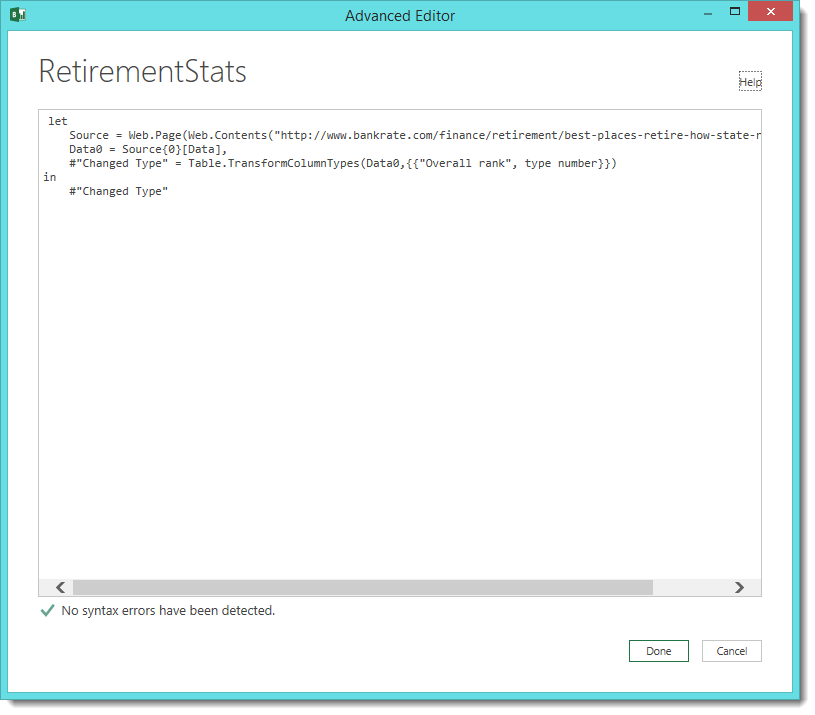 Advanced Editor
RetirementStats
Help
let
Source = Web.Page(Web.Contents("http://www.bankrate.com/finance/retirement/best-places-retire-how-state-r
Data0 = Source{0}[Data],
#"Changed Type" = Table.TransformColumnTypes(Data0,{{"Overall rank", type number}})
in
#"Changed Type"
No syntax errors have been detected.
Done
Cancel